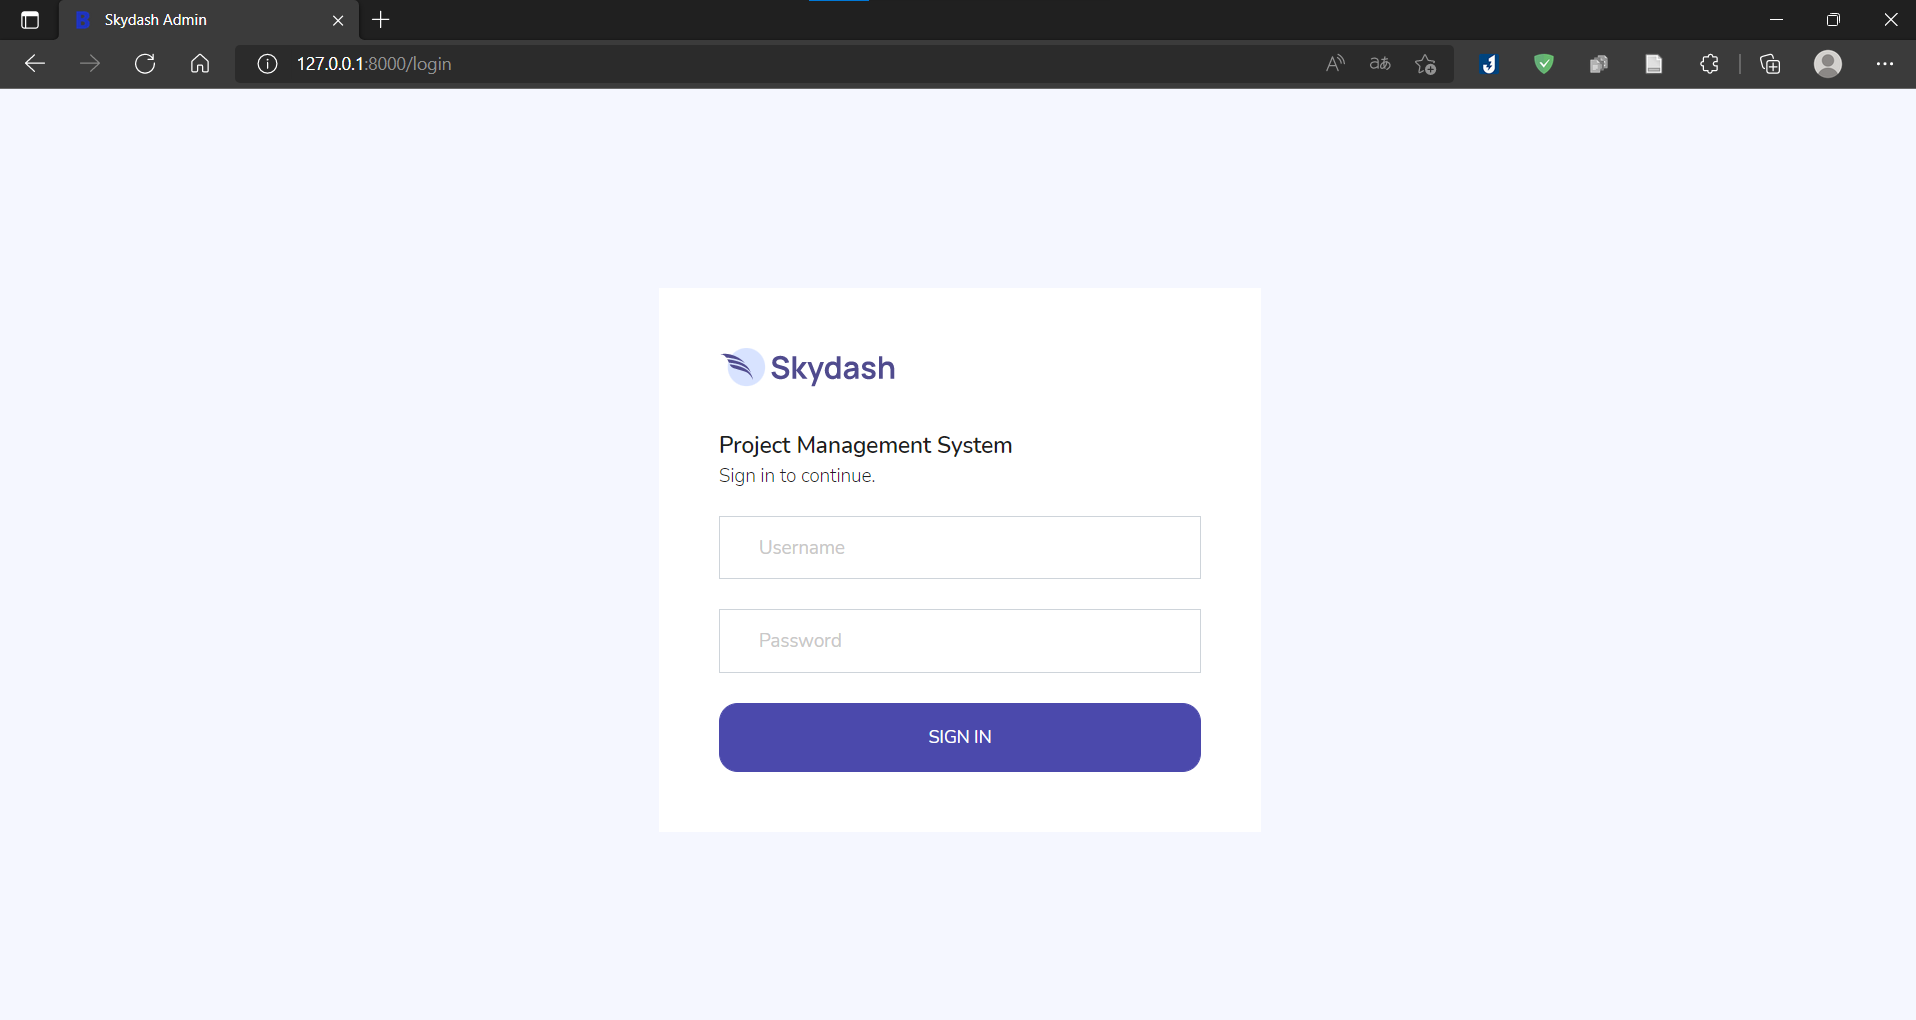 Skydash Admin
127.0.0.1:8000/login
Skydash
Project Management System
Sign in to continue.
Username
Password
SIGN IN